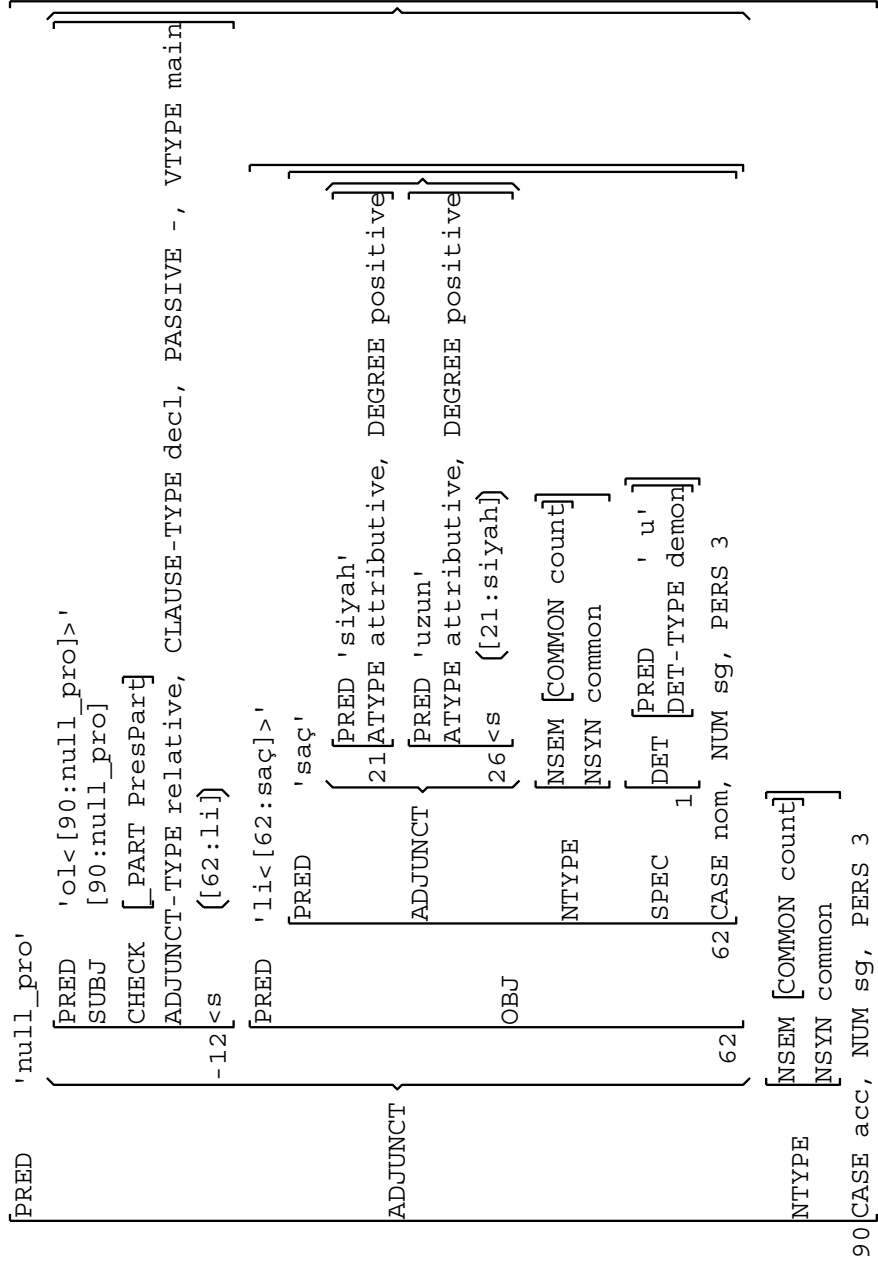 PRED 'null_pro'
PRED 'ol<[90:null_pro]>'
SUBJ [90:null_pro]
CHECK [_PART PresPart]
ADJUNCT-TYPE relative, CLAUSE-TYPE decl, PASSIVE -, VTYPE main
-12 <s ([62:li])
PRED 'li<[62:saç]>'
PRED 'saç'
PRED 'siyah'
21 ATYPE attributive, DEGREE positive
ADJUNCT
PRED 'uzun'
ATYPE attributive, DEGREE positive
26 <s ([21:siyah])
OBJ
NTYPE
NSEM [COMMON count]
NSYN common
SPEC
1
DET
PRED ' u'
DET-TYPE demon
62 CASE nom, NUM sg, PERS 3
62
ADJUNCT
NTYPE
NSEM [COMMON count]
NSYN common
90 CASE acc, NUM sg, PERS 3